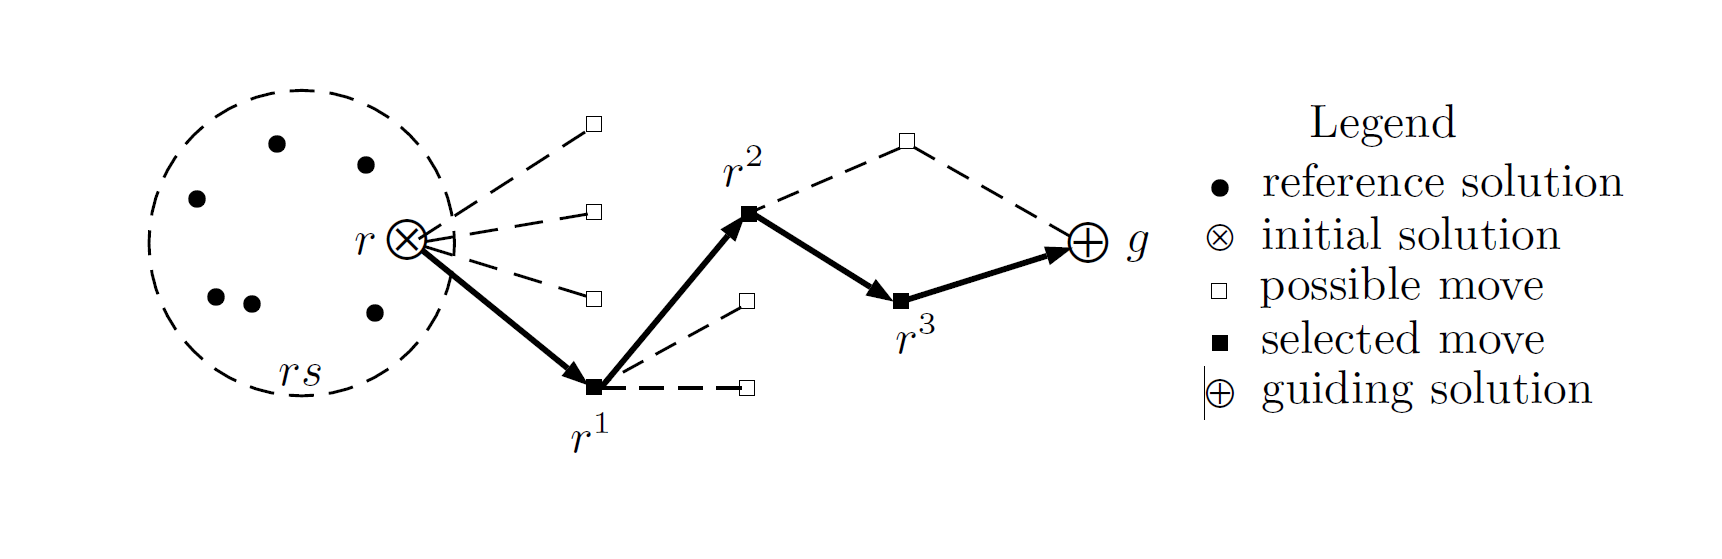 r
rs
r¹
r²
r³
g
Legend
reference solution
initial solution
possible move
selected move
guiding solution